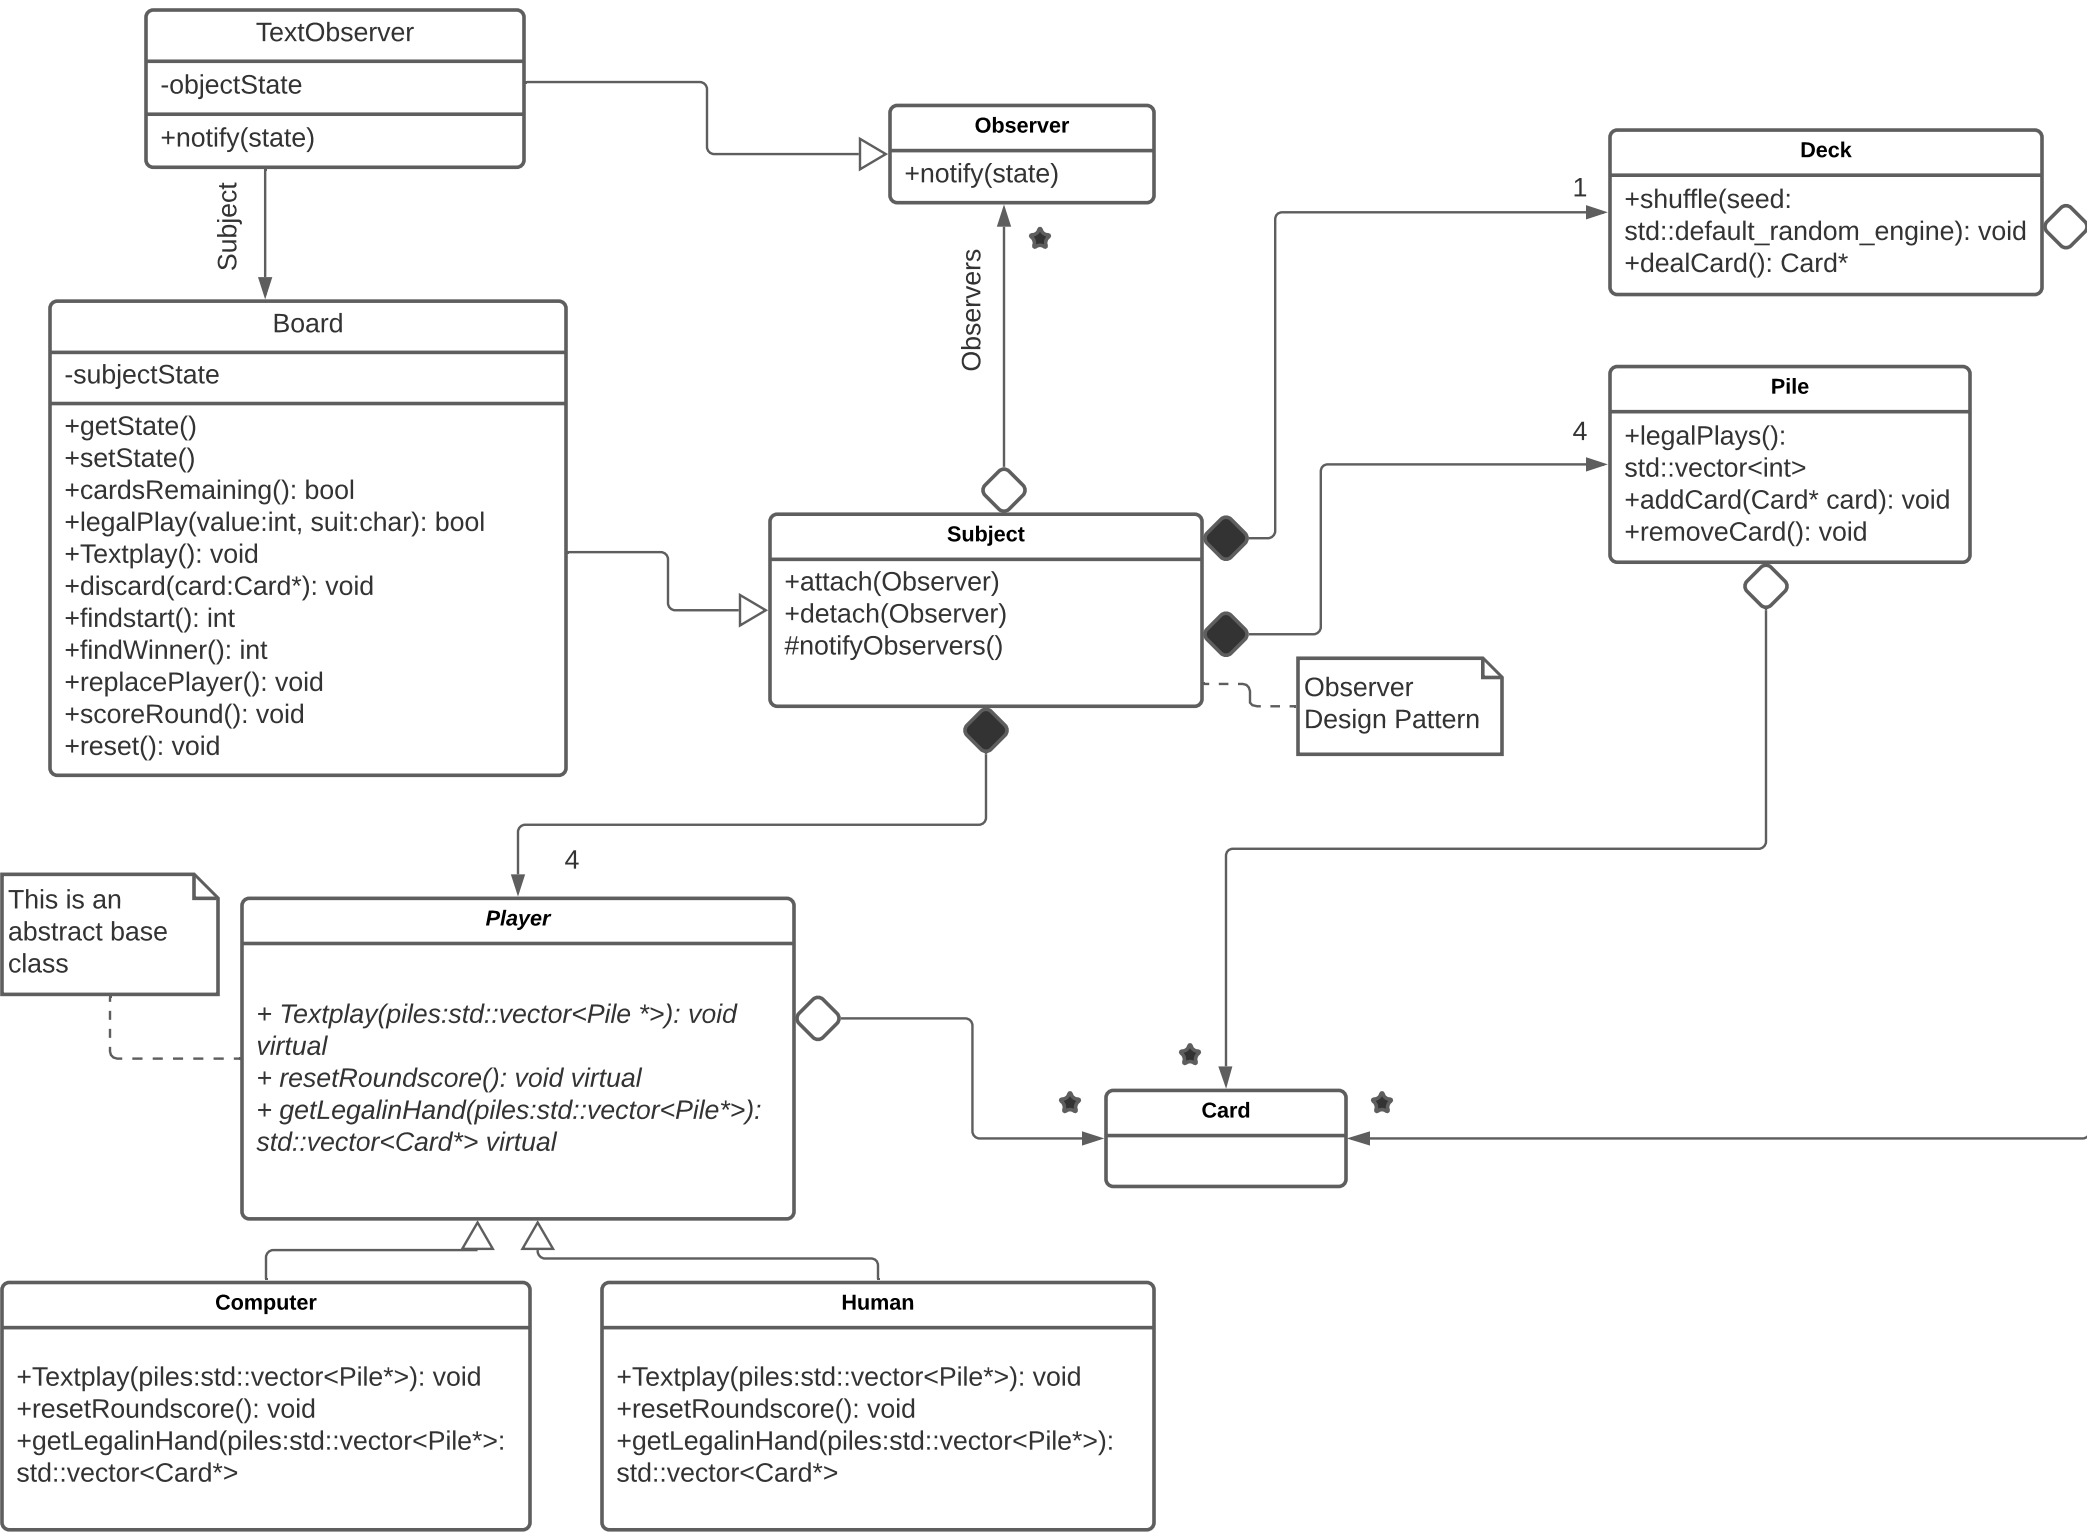 TextObserver
-objectState
+notify(state)
Subject
Observer
+notify(state)
Observers
Deck
+shuffle(seed:
std::default_random_engine): void
+dealCard(): Card*
1
Board
-subjectState
+getState()
+setState()
+cardsRemaining(): bool
+legalPlay(value:int, suit:char): bool
+Textplay(): void
+discard(card:Card*): void
+findstart(): int
+findWinner(): int
+replacePlayer(): void
+scoreRound(): void
+reset(): void
Pile
+legalPlays():
std::vector<int>
+addCard(Card* card): void
+removeCard(): void
4
Subject
+attach(Observer)
+detach(Observer)
#notifyObservers()
Observer
Design Pattern
4
This is an
abstract base
class
Player
+ Textplay(piles:std::vector<Pile *>): void
virtual
+ resetRoundscore(): void virtual
+ getLegalinHand(piles:std::vector<Pile*>):
std::vector<Card*> virtual
Card
Computer
+Textplay(piles:std::vector<Pile*>): void
+resetRoundscore(): void
+getLegalinHand(piles:std::vector<Pile*>:
std::vector<Card*>
Human
+Textplay(piles:std::vector<Pile*>): void
+resetRoundscore(): void
+getLegalinHand(piles:std::vector<Pile*>):
std::vector<Card*>